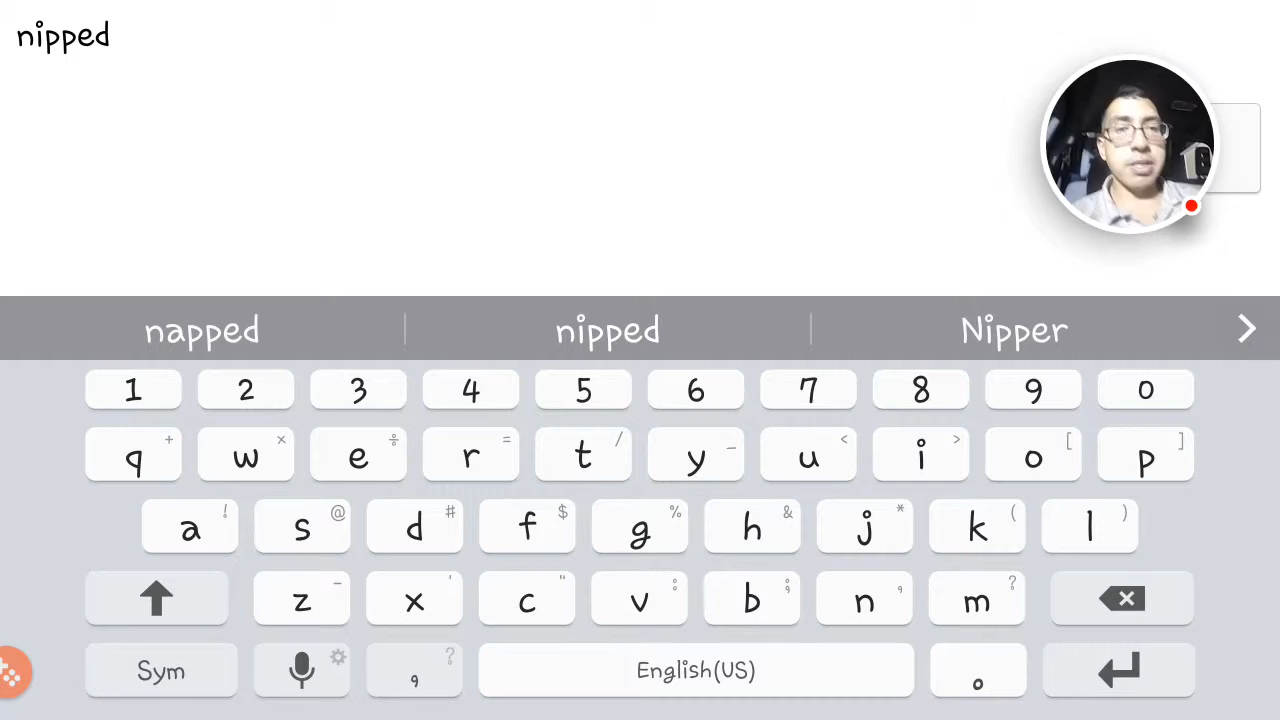 nipped
napped nipped Nipper
1 2 3 4 5 6 7 8 9 0
q + w × e ÷ r = t / y _ u < i > o [ p ]
a ! s @ d # f $ g % h & j * k ( l )
z - x ' c " v : b ; n , m ?
Sym , ? English(US) .